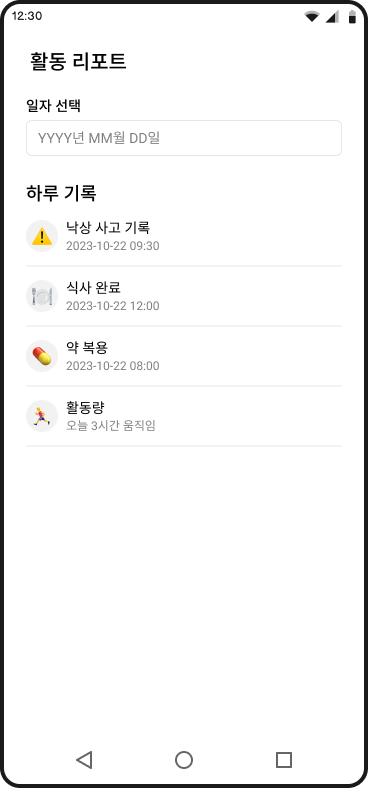 12:30
활동 리포트
일자 선택
YYYY년 MM월 DD일
하루 기록
낙상 사고 기록
2023-10-22 09:30
식사 완료
2023-10-22 12:00
약 복용
2023-10-22 08:00
활동량
오늘 3시간 움직임